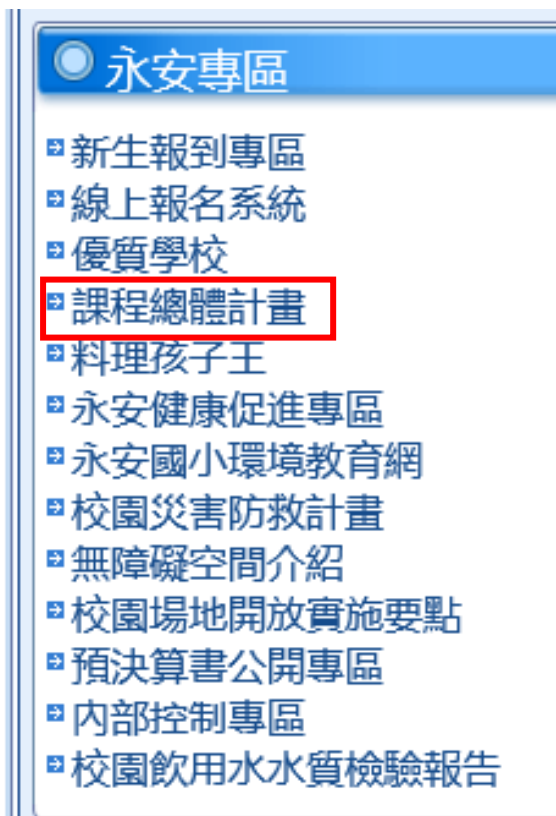 永安專區
新生報到專區
線上報名系統
優質學校
課程總體計畫
料理孩子王
永安健康促進專區
永安國小環境教育網
校園災害防救計畫
無障礙空間介紹
校園場地開放實施要點
預決算書公開專區
內部控制專區
校園飲用水水質檢驗報告